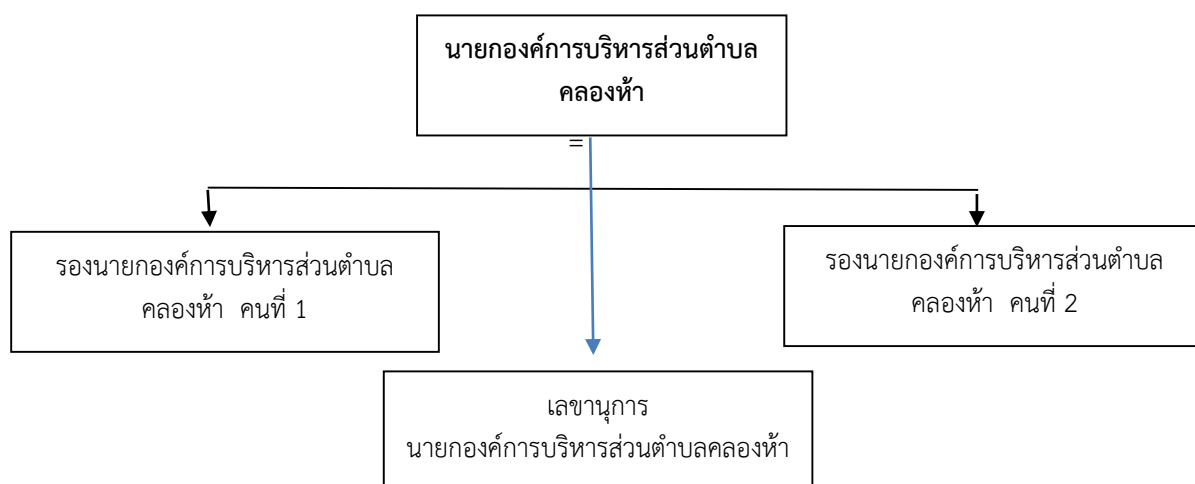 นายกองค์การบริหารส่วนตำบล
คลองห้า
=
รองนายกองค์การบริหารส่วนตำบล
คลองห้า คนที่ 1
รองนายกองค์การบริหารส่วนตำบล
คลองห้า คนที่ 2
เลขานุการ
นายกองค์การบริหารส่วนตำบลคลองห้า